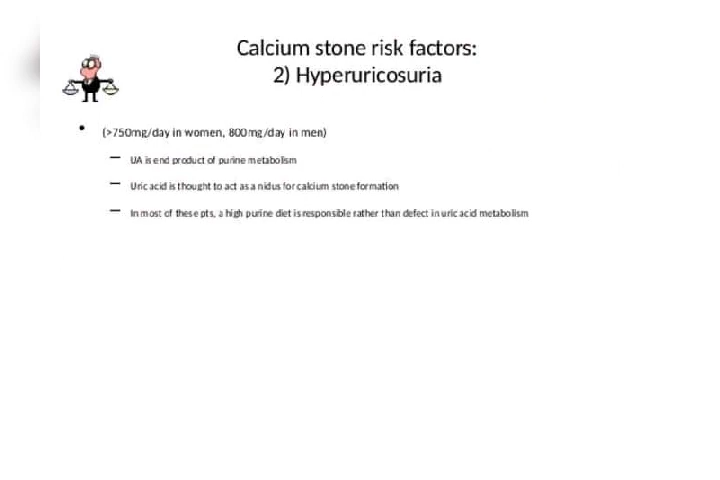 Calcium stone risk factors:
2) Hyperuricosuria
• (>750mg/day in women, 800mg/day in men)
– UA is end product of purine metabolism
– Uric acid is thought to act as a nidus for calcium stone formation
– In most of these pts, a high purine diet is responsible rather than defect in uric acid metabolism